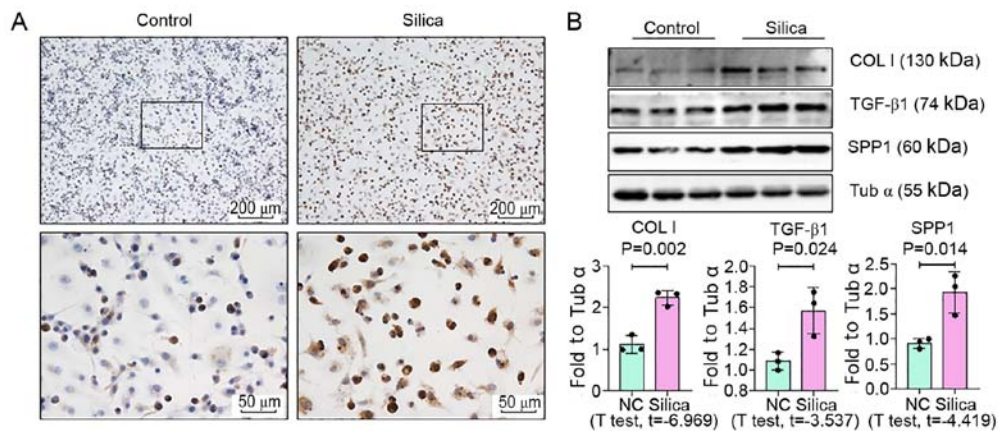 A
Control
Silica
200 μm
200 μm
50 μm
50 μm
B
Control
Silica
COL I (130 kDa)
TGF-β1 (74 kDa)
SPP1 (60 kDa)
Tub α (55 kDa)
COL I
P=0.002
Fold to Tub α
3
2
1
0
NC Silica
(T test, t=-6.969)
TGF-β1
P=0.024
Fold to Tub α
2.0
1.8
1.6
1.4
1.2
1.0
0.8
NC Silica
(T test, t=-3.537)
SPP1
P=0.014
Fold to Tub α
2.5
2.0
1.5
1.0
0.5
0.0
NC Silica
(T test, t=-4.419)